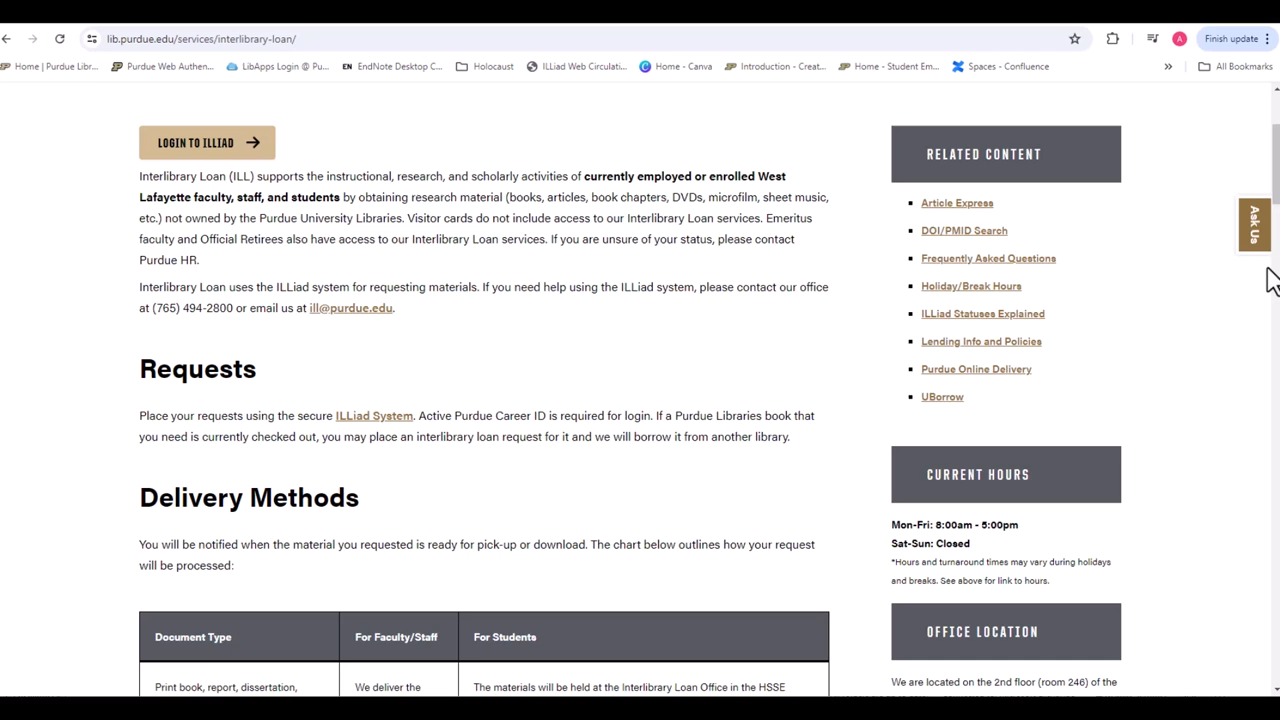 lib.purdue.edu/services/interlibrary-loan/
Finish update
Home | Purdue Libr...
Purdue Web Authen...
LibApps Login @ Pu...
EN EndNote Desktop C...
Holocaust
ILLiad Web Circulati...
Home - Canva
Introduction - Creat...
Home - Student Em...
Spaces - Confluence
»
All Bookmarks
LOGIN TO ILLIAD
Interlibrary Loan (ILL) supports the instructional, research, and scholarly activities of currently employed or enrolled West
Lafayette faculty, staff, and students by obtaining research material (books, articles, book chapters, DVDs, microfilm, sheet music,
etc.) not owned by the Purdue University Libraries. Visitor cards do not include access to our Interlibrary Loan services. Emeritus
faculty and Official Retirees also have access to our Interlibrary Loan services. If you are unsure of your status, please contact
Purdue HR.
Interlibrary Loan uses the ILLiad system for requesting materials. If you need help using the ILLiad system, please contact our office
at (765) 494-2800 or email us at ill@purdue.edu.
Requests
Place your requests using the secure ILLiad System. Active Purdue Career ID is required for login. If a Purdue Libraries book that
you need is currently checked out, you may place an interlibrary loan request for it and we will borrow it from another library.
Delivery Methods
You will be notified when the material you requested is ready for pick-up or download. The chart below outlines how your request
will be processed:
Document Type
For Faculty/Staff
For Students
Print book, report, dissertation,
We deliver the
The materials will be held at the Interlibrary Loan Office in the HSSE
RELATED CONTENT
Article Express
DOI/PMID Search
Frequently Asked Questions
Holiday/Break Hours
ILLiad Statuses Explained
Lending Info and Policies
Purdue Online Delivery
UBorrow
CURRENT HOURS
Mon-Fri: 8:00am - 5:00pm
Sat-Sun: Closed
*Hours and turnaround times may vary during holidays
and breaks. See above for link to hours.
OFFICE LOCATION
We are located on the 2nd floor (room 246) of the
Ask Us
A